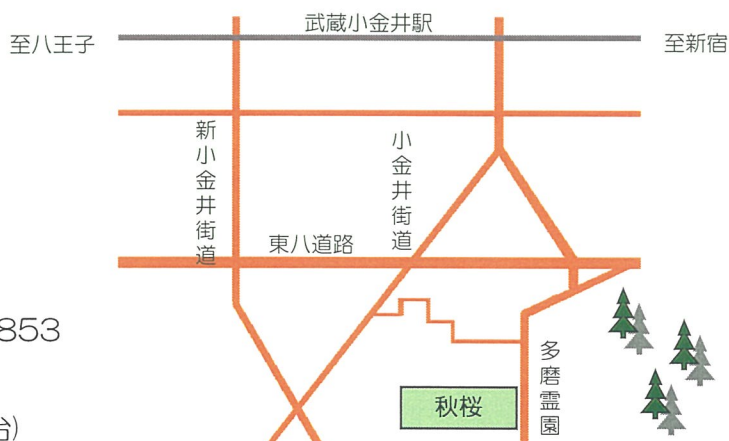 武蔵小金井駅
至八王子
至新宿
新小金井街道
小金井街道
東八道路
853
多磨霊園
秋桜
台)